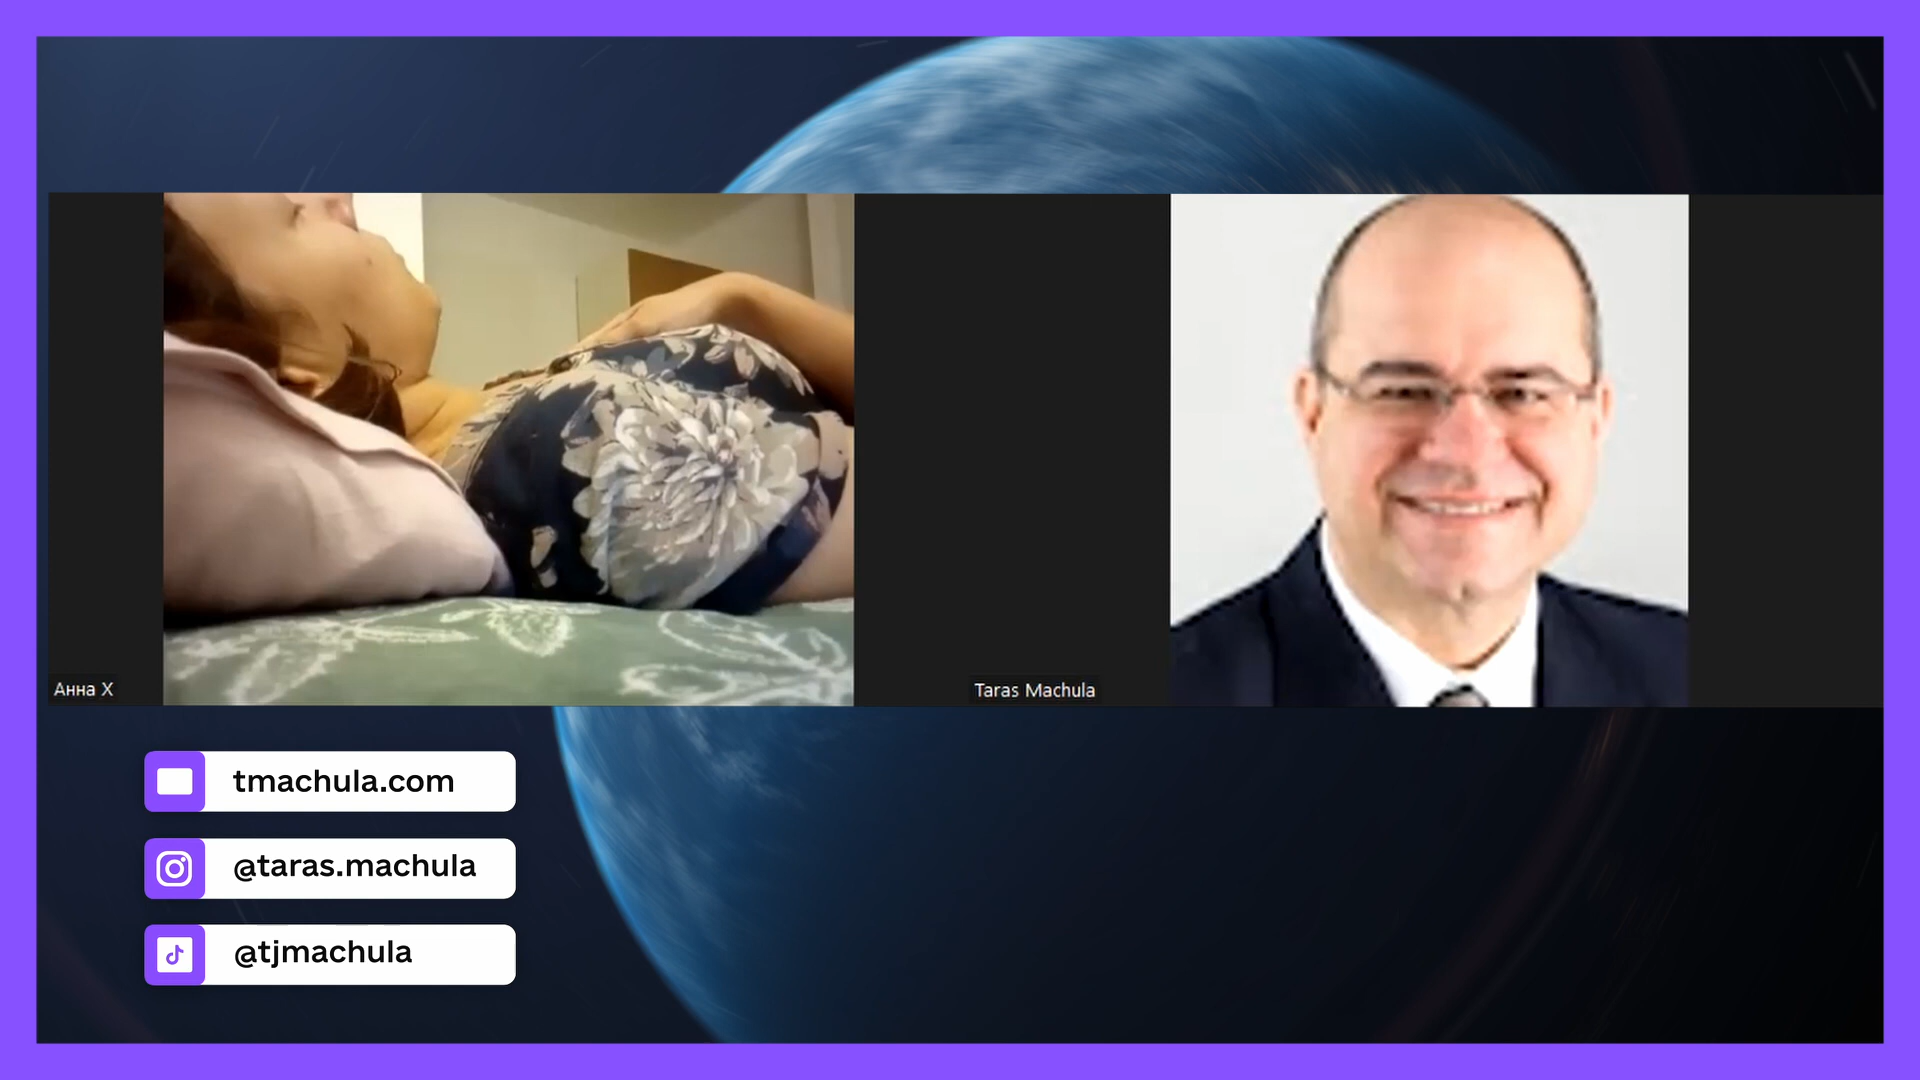 Анна Х
Taras Machula
tmachula.com
@taras.machula
@tjmachula